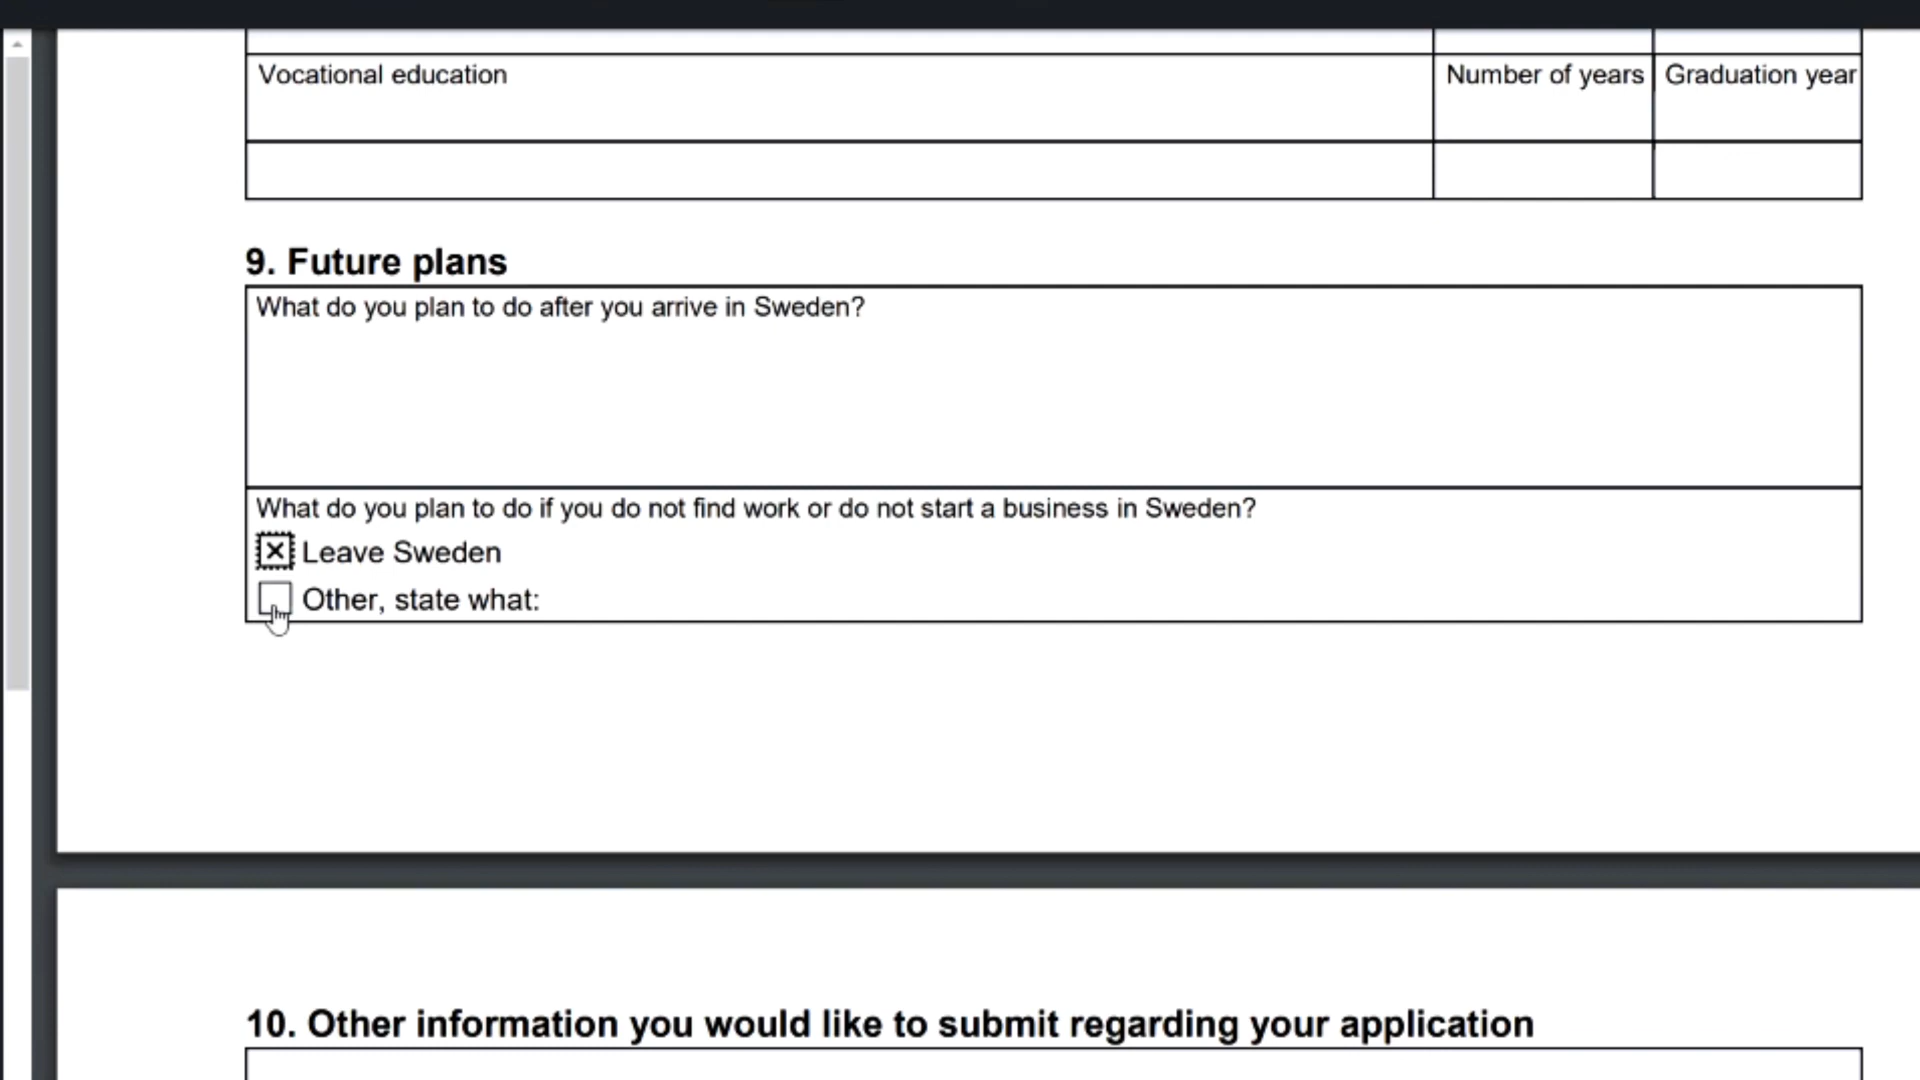 Vocational education
Number of years
Graduation year
9. Future plans
What do you plan to do after you arrive in Sweden?
What do you plan to do if you do not find work or do not start a business in Sweden?
Leave Sweden
Other, state what:
10. Other information you would like to submit regarding your application